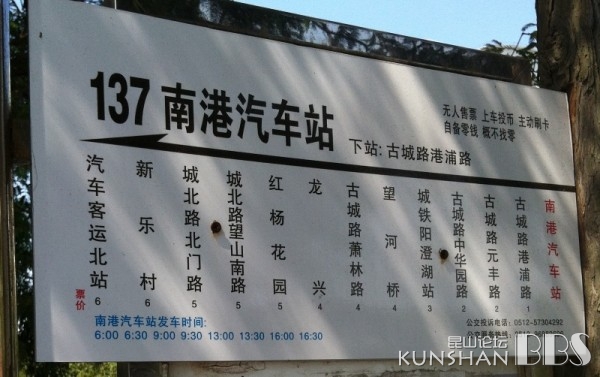 137 南港汽车站
无人售票 上车投币 主动刷卡
自备零线 概不找零
下站: 古城路港浦路
汽车客运北站 6
新乐村 6
城北路北门路 5
城北路望山南路 5
红杨花园 5
龙兴 4
古城路萧林路 4
望河桥 4
城铁阳澄湖站 3
古城路中华园路 2
古城路元丰路 2
古城路港浦路 1
南港汽车站
票价
南港汽车站发车时间:
6:00 6:30 9:00 9:30 13:00 13:30 16:00 16:30
公交投诉电话: 0512-57304292
昆山论坛
KUNSHAN BBS